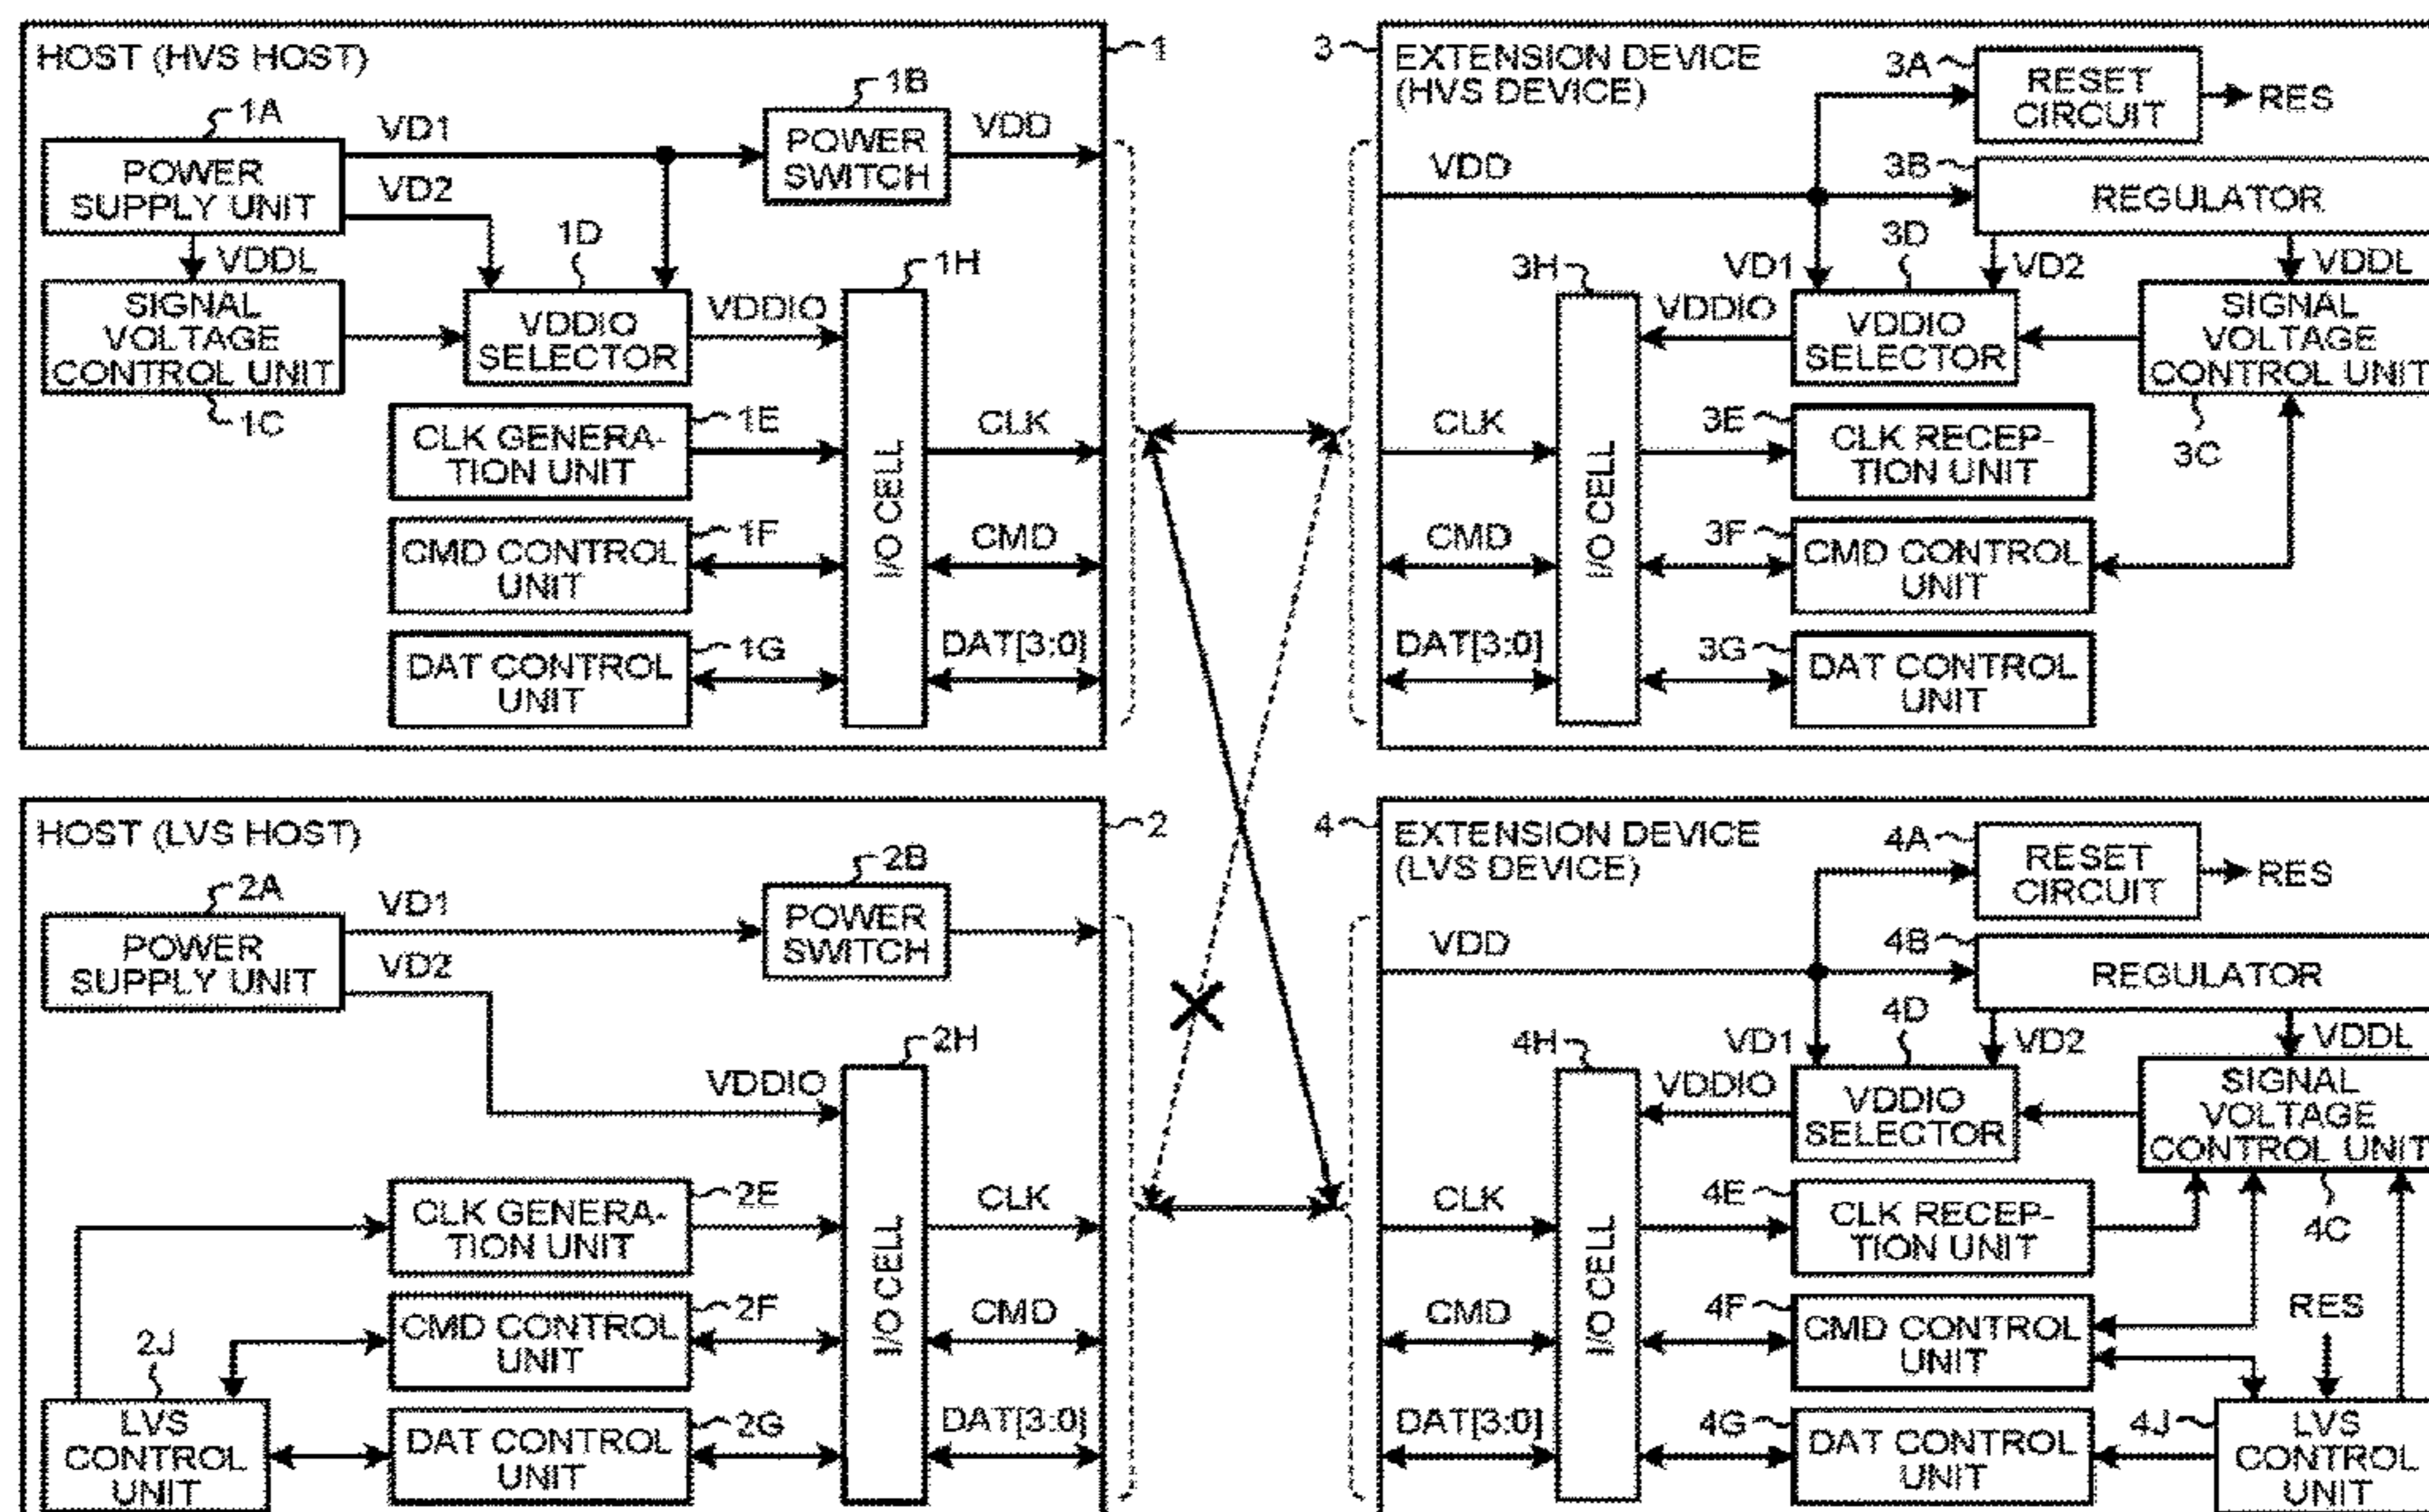 HOST (HVS HOST)
1
1A
POWER
SUPPLY UNIT
VD1
VD2
1B
POWER
SWITCH
VDD
VDDL
SIGNAL
VOLTAGE
CONTROL UNIT
1C
1D
VDDIO
SELECTOR
VDDIO
1H
I/O CELL
CLK GENERA-
TION UNIT
1E
CLK
CMD CONTROL
UNIT
1F
CMD
DAT CONTROL
UNIT
1G
DAT[3:0]
3
EXTENSION DEVICE
(HVS DEVICE)
3A
RESET
CIRCUIT
RES
VDD
3B
REGULATOR
3D
VD1
VD2
VDDL
3H
VDDIO
VDDIO
SELECTOR
SIGNAL
VOLTAGE
CONTROL UNIT
3C
CLK
I/O CELL
3E
CLK RECEP-
TION UNIT
CMD
3F
CMD CONTROL
UNIT
DAT[3:0]
3G
DAT CONTROL
UNIT
HOST (LVS HOST)
2
2A
POWER
SUPPLY UNIT
VD1
VD2
2B
POWER
SWITCH
2H
VDDIO
I/O CELL
CLK GENERA-
TION UNIT
2E
CLK
CMD CONTROL
UNIT
2F
CMD
2J
LVS
CONTROL
UNIT
DAT CONTROL
UNIT
2G
DAT[3:0]
4
EXTENSION DEVICE
(LVS DEVICE)
4A
RESET
CIRCUIT
RES
VDD
4B
REGULATOR
4D
VD1
VD2
VDDL
4H
VDDIO
VDDIO
SELECTOR
SIGNAL
VOLTAGE
CONTROL UNIT
4C
CLK
I/O CELL
4E
CLK RECEP-
TION UNIT
CMD
4F
CMD CONTROL
UNIT
RES
DAT[3:0]
4G
DAT CONTROL
UNIT
4J
LVS
CONTROL
UNIT